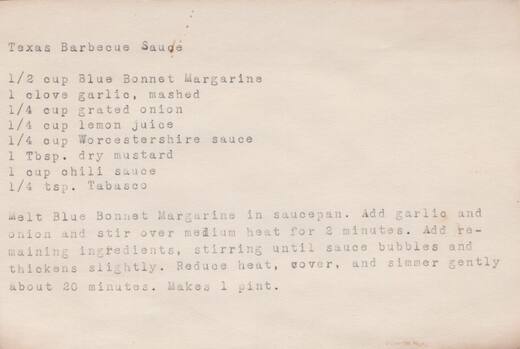 Texas Barbecue Sauce
1/2 cup Blue Bonnet Margarine
1 clove garlic, mashed
1/4 cup grated onion
1/4 cup lemon juice
1/4 cup Worcestershire sauce
1 Tbsp. dry mustard
1 cup chili sauce
1/4 tsp. Tabasco
Melt Blue Bonnet Margarine in saucepan. Add garlic and
onion and stir over medium heat for 2 minutes. Add re-
maining ingredients, stirring until sauce bubbles and
thickens slightly. Reduce heat, cover, and simmer gently
about 20 minutes. Makes 1 pint.